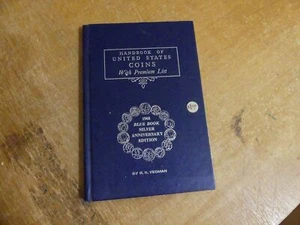 HANDBOOK OF
UNITED STATES
COINS
With Premium List
1968
BLUE BOOK
SILVER
ANNIVERSARY
EDITION
BY R. S. YEOMAN